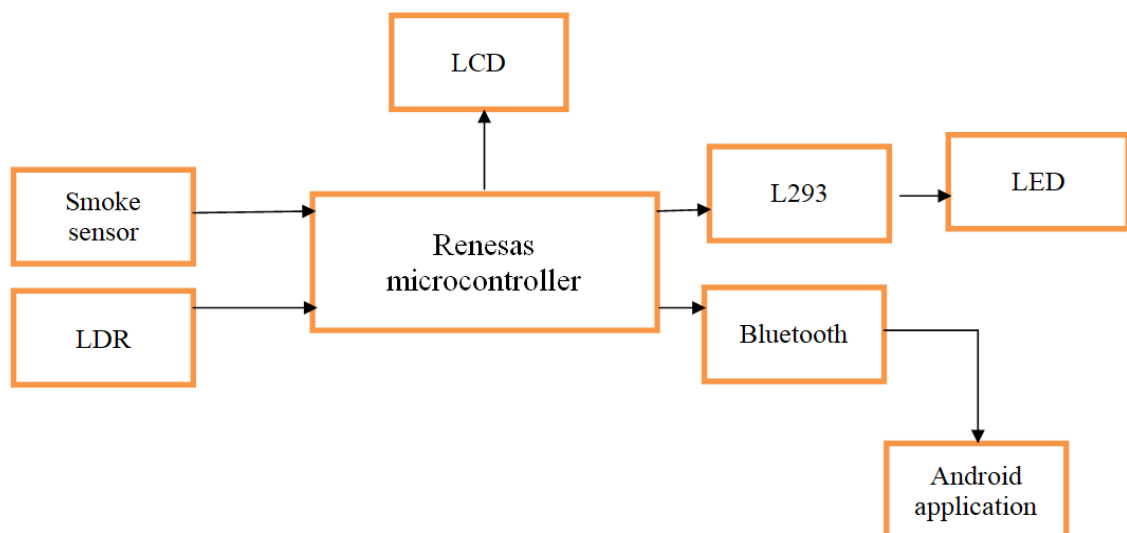 LCD
Smoke
sensor
LDR
Renesas
microcontroller
L293
LED
Bluetooth
Android
application